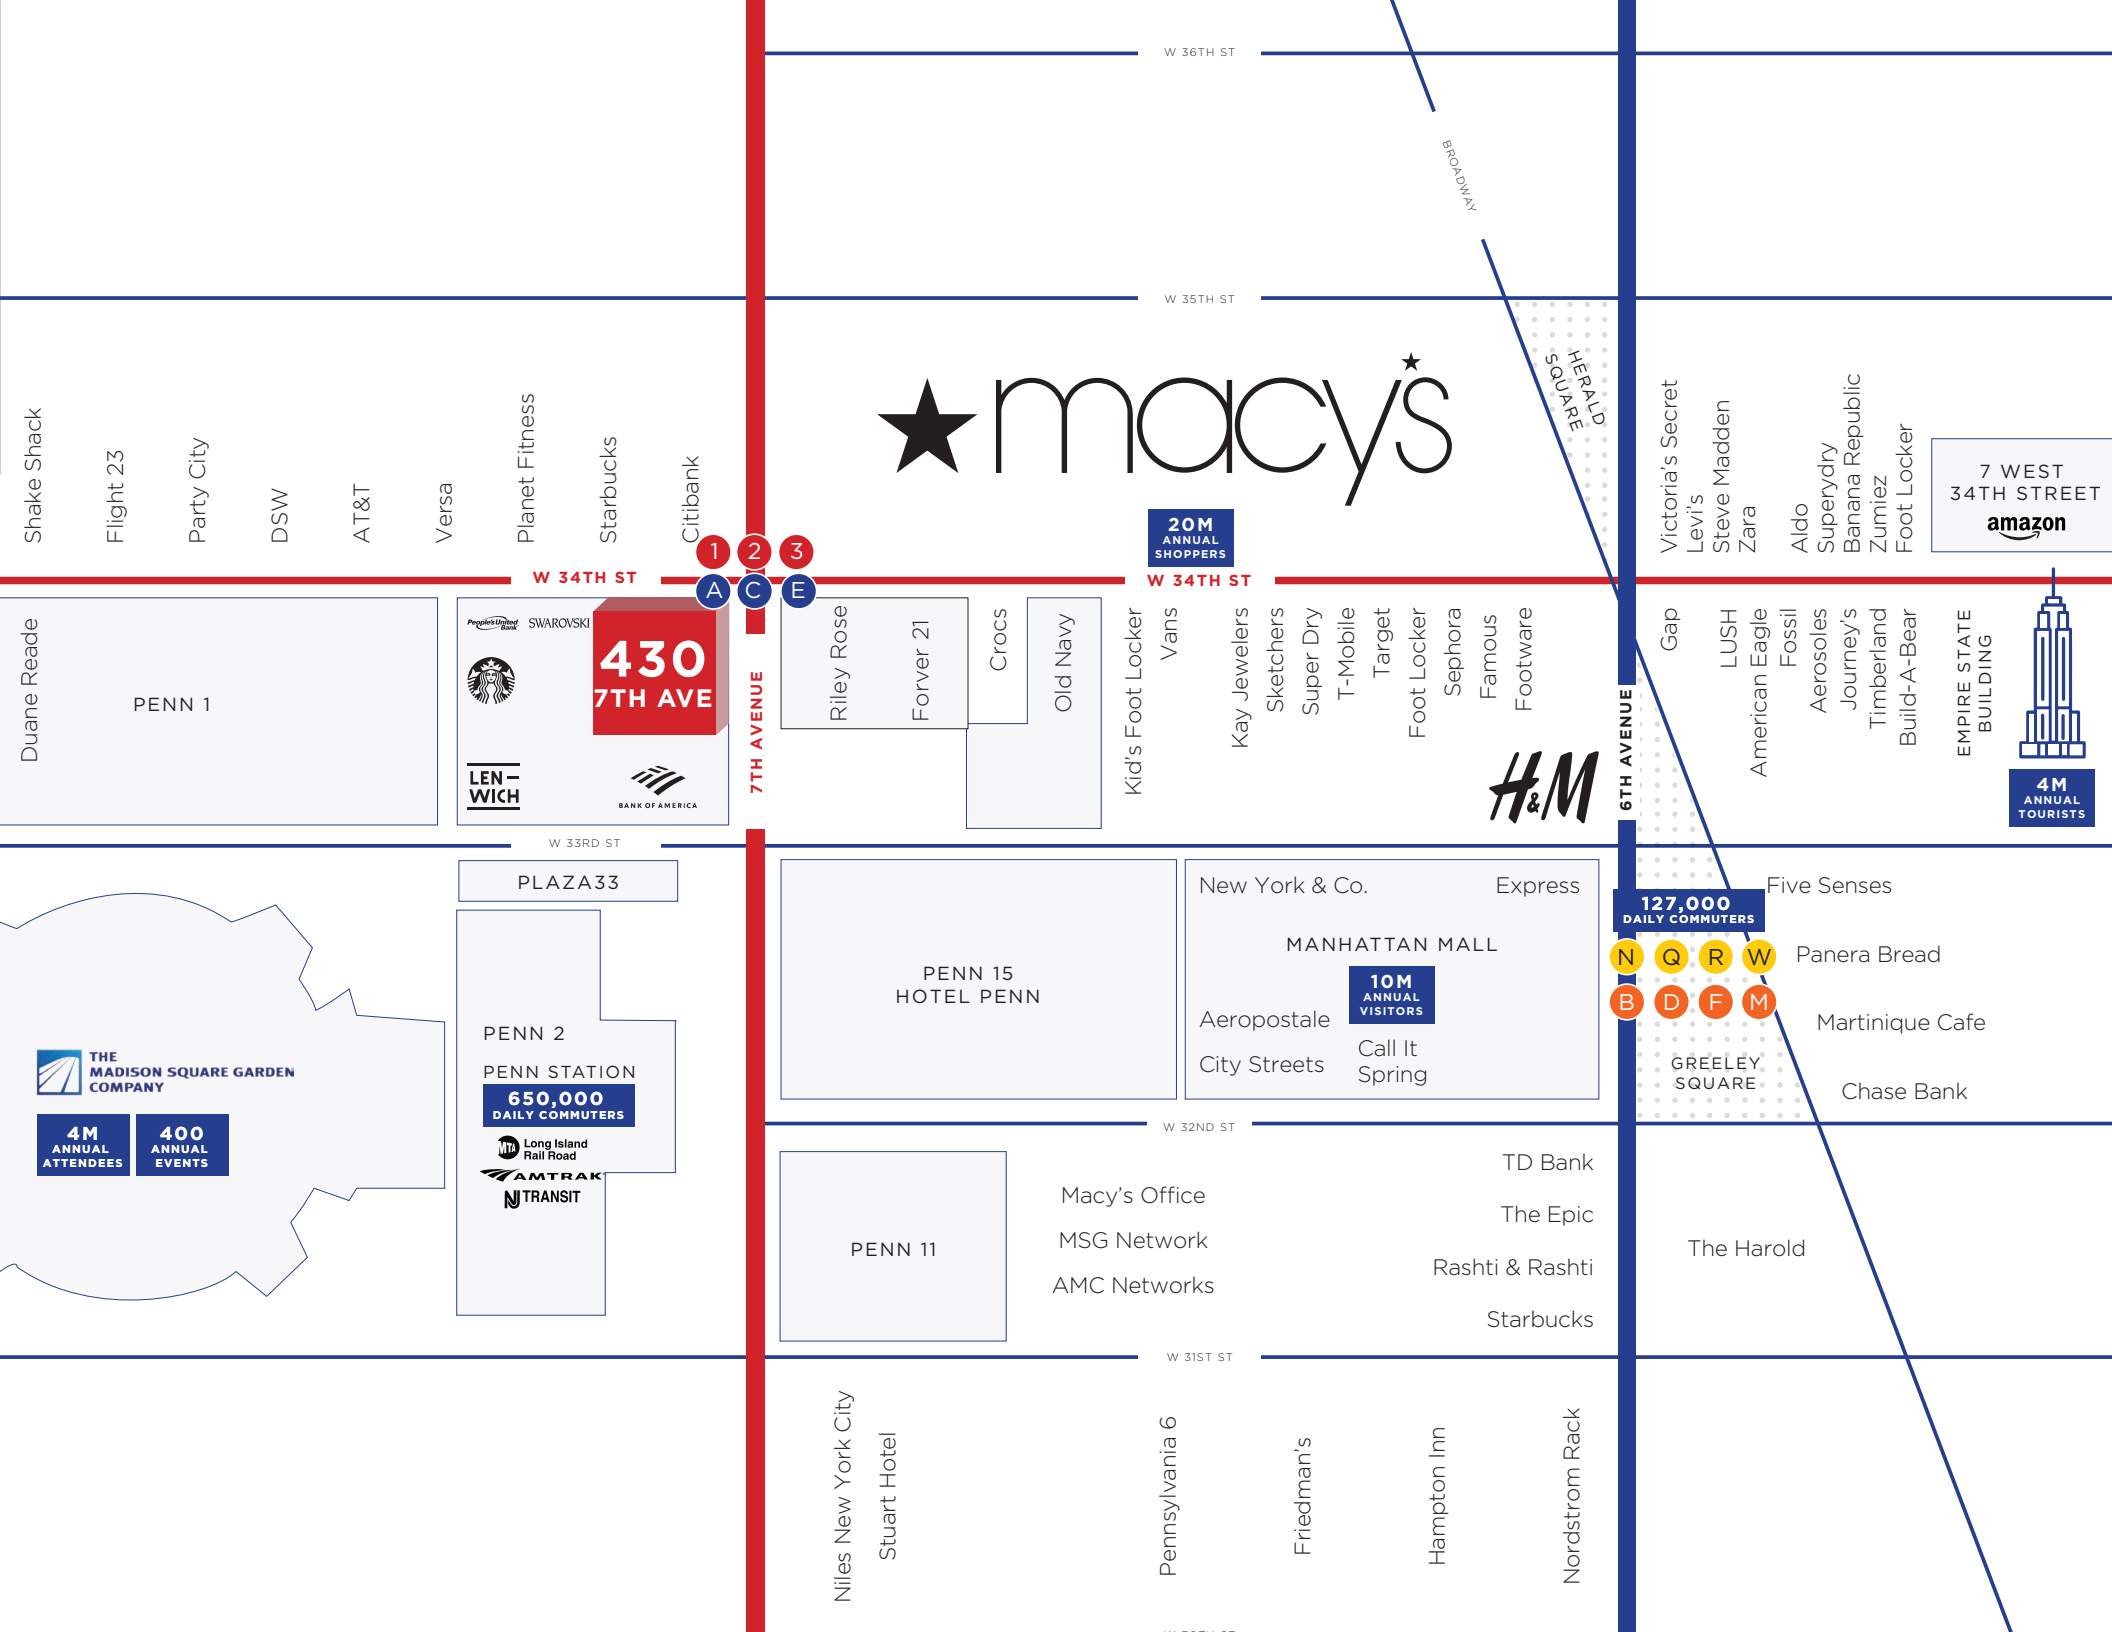 W 36TH ST
BROADWAY
W 35TH ST
Shake Shack
Flight 23
Party City
DSW
AT&T
Versa
Planet Fitness
Starbucks
Citibank
macy's
20M
ANNUAL
SHOPPERS
HERALD
SQUARE
Victoria's Secret
Levi's
Steve Madden
Zara
Aldo
Superydry
Banana Republic
Zumiez
Foot Locker
7 WEST
34TH STREET
amazon
1 2 3
A C E
W 34TH ST
W 34TH ST
Duane Reade
PENN 1
People's United
Bank
SWAROVSKI
430
7TH AVE
LEN–
WICH
BANK OF AMERICA
7TH AVENUE
Riley Rose
Forver 21
Crocs
Old Navy
Kid's Foot Locker
Vans
Kay Jewelers
Sketchers
Super Dry
T-Mobile
Target
Foot Locker
Sephora
Famous
Footware
H&M
6TH AVENUE
Gap
LUSH
American Eagle
Fossil
Aerosoles
Journey's
Timberland
Build-A-Bear
EMPIRE STATE
BUILDING
4M
ANNUAL
TOURISTS
W 33RD ST
PLAZA33
THE
MADISON SQUARE GARDEN
COMPANY
4M
ANNUAL
ATTENDEES
400
ANNUAL
EVENTS
PENN 2
PENN STATION
650,000
DAILY COMMUTERS
MTA
Long Island
Rail Road
AMTRAK
NJ TRANSIT
PENN 15
HOTEL PENN
New York & Co.
Express
MANHATTAN MALL
10M
ANNUAL
VISITORS
Aeropostale
City Streets
Call It
Spring
127,000
DAILY COMMUTERS
N Q R W
B D F M
GREELEY
SQUARE
Five Senses
Panera Bread
Martinique Cafe
Chase Bank
W 32ND ST
PENN 11
Macy's Office
MSG Network
AMC Networks
TD Bank
The Epic
Rashti & Rashti
Starbucks
The Harold
W 31ST ST
Niles New York City
Stuart Hotel
Pennsylvania 6
Friedman's
Hampton Inn
Nordstrom Rack